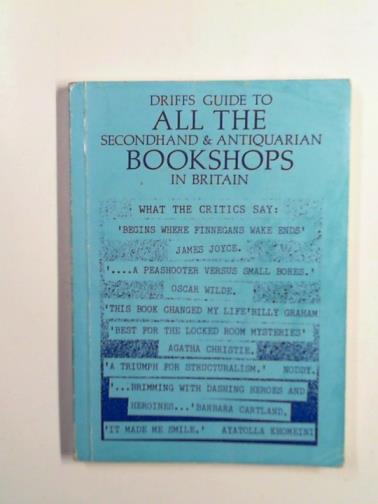 DRIFFS GUIDE TO
ALL THE
SECONDHAND & ANTIQUARIAN
BOOKSHOPS
IN BRITAIN
WHAT THE CRITICS SAY:
'BEGINS WHERE FINNEGANS WAKE ENDS'
JAMES JOYCE.
'....A PEASHOOTER VERSUS SMALL BORES.'
OSCAR WILDE.
'THIS BOOK CHANGED MY LIFE'BILLY GRAHAM
'BEST FOR THE LOCKED ROOM MYSTERIES'
AGATHA CHRISTIE.
'A TRIUMPH FOR STRUCTURALISM.' NODDY.
'...BRIMMING WITH DASHING HEROES AND
HEROINES...'BARBARA CARTLAND,
'IT MADE ME SMILE,' AYATOLLA KHOMEINI